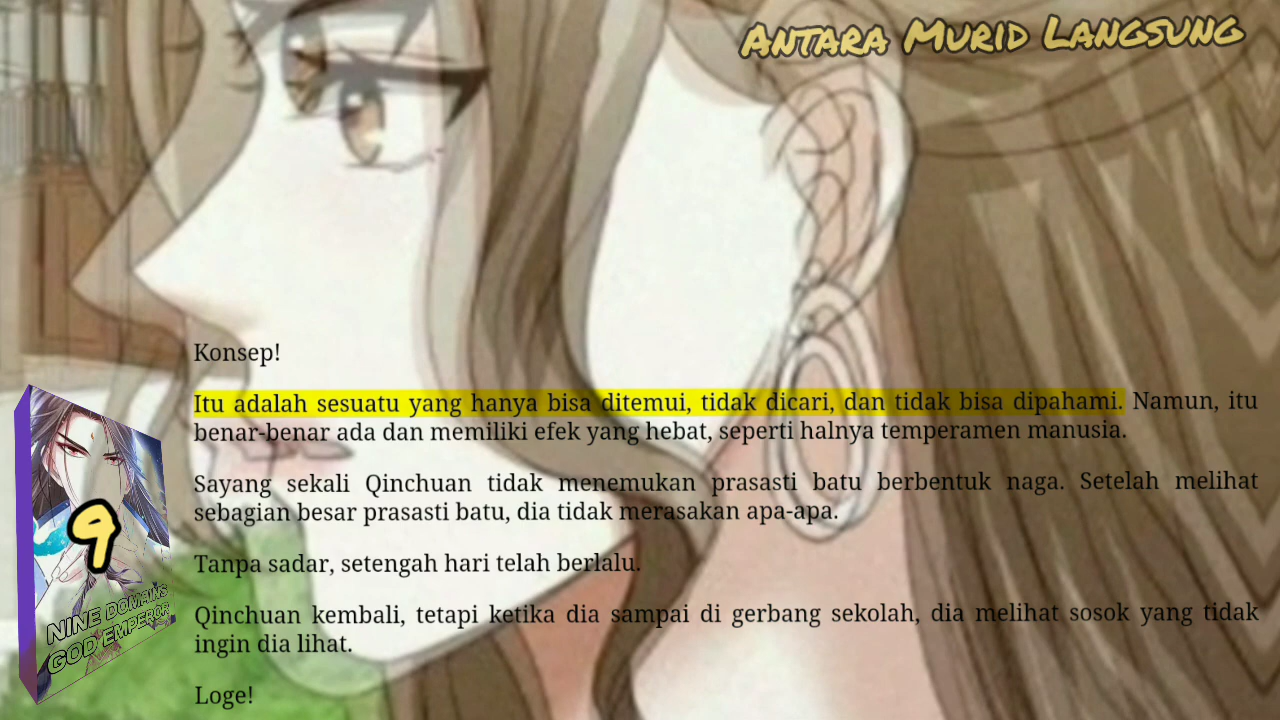 Antara Murid Langsung
Konsep!
Itu adalah sesuatu yang hanya bisa ditemui, tidak dicari, dan tidak bisa dipahami. Namun, itu
benar-benar ada dan memiliki efek yang hebat, seperti halnya temperamen manusia.
Sayang sekali Qinchuan tidak menemukan prasasti batu berbentuk naga. Setelah melihat
sebagian besar prasasti batu, dia tidak merasakan apa-apa.
Tanpa sadar, setengah hari telah berlalu.
Qinchuan kembali, tetapi ketika dia sampai di gerbang sekolah, dia melihat sosok yang tidak
ingin dia lihat.
Loge!
9
NINE DOMAINS
GOD EMPEROR